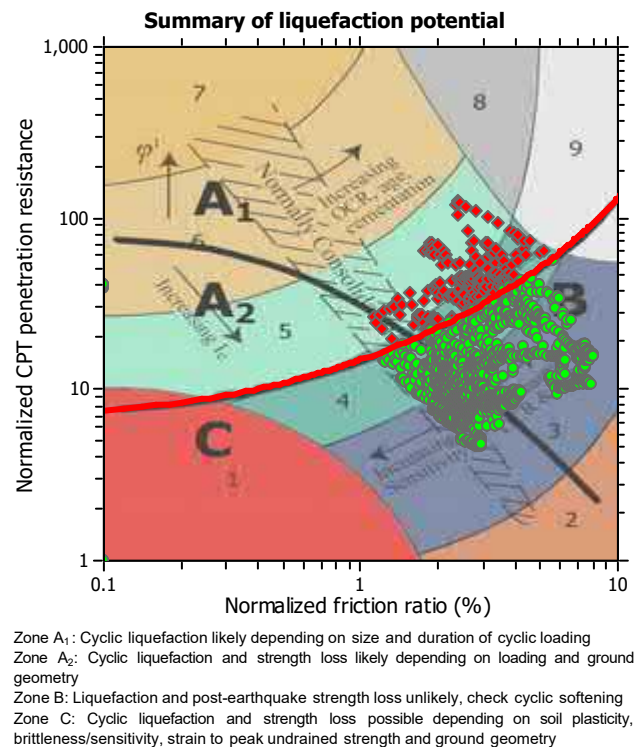 Summary of liquefaction potential
1,000
100
10
1
0.1
1
10
Normalized CPT penetration resistance
Normalized friction ratio (%)
7
8
9
φ'
A1
Increasing
OCR, age,
cementation
Normally Consolid
6
A2
Increasing Ic
5
B
4
C
1
Increasing
Sensitivity
3
2
Zone A1: Cyclic liquefaction likely depending on size and duration of cyclic loading
Zone A2: Cyclic liquefaction and strength loss likely depending on loading and ground
geometry
Zone B: Liquefaction and post-earthquake strength loss unlikely, check cyclic softening
Zone C: Cyclic liquefaction and strength loss possible depending on soil plasticity,
brittleness/sensitivity, strain to peak undrained strength and ground geometry